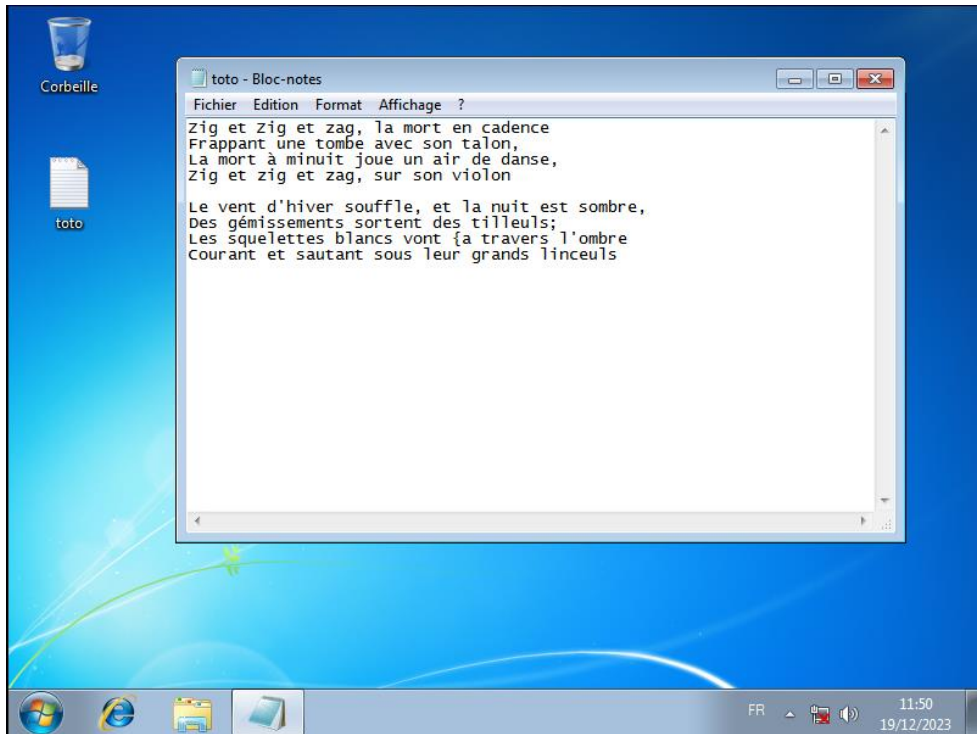 Corbeille
toto
toto - Bloc-notes
Fichier Edition Format Affichage ?
Zig et Zig et zag, la mort en cadence
Frappant une tombe avec son talon,
La mort à minuit joue un air de danse,
Zig et zig et zag, sur son violon
Le vent d'hiver souffle, et la nuit est sombre,
Des gémissements sortent des tilleuls;
Les squelettes blancs vont {a travers l'ombre
Courant et sautant sous leur grands linceuls
FR
11:50
19/12/2023